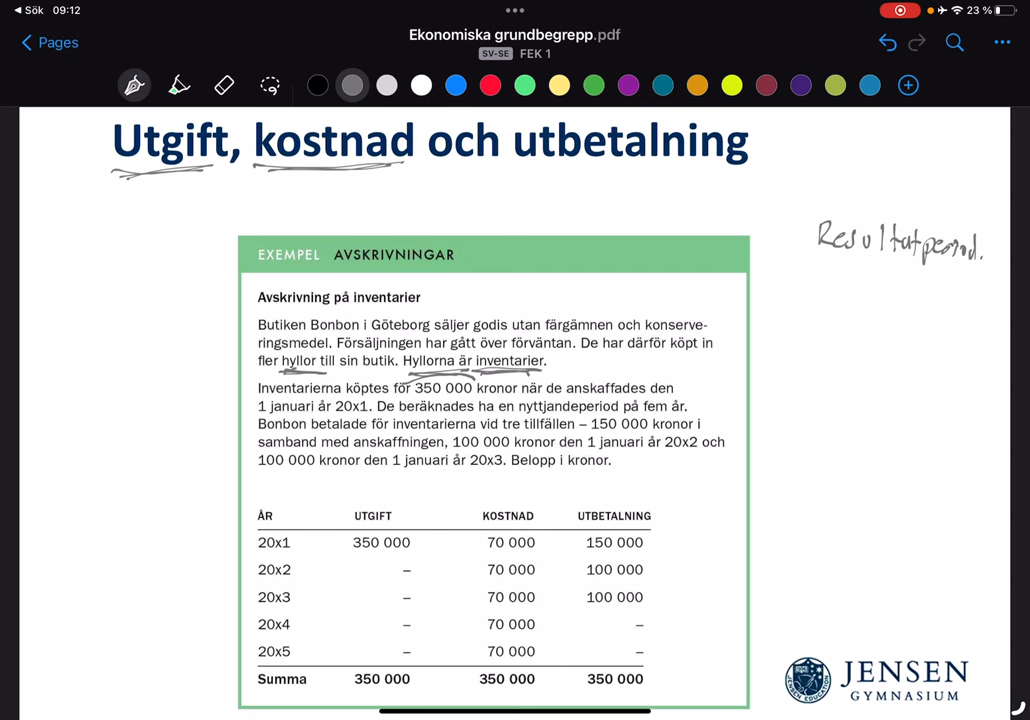 Sök 09:12
23 %
Pages
Ekonomiska grundbegrepp.pdf
SV-SE FEK 1
Utgift, kostnad och utbetalning
Resultatperiod.
EXEMPEL AVSKRIVNINGAR
Avskrivning på inventarier
Butiken Bonbon i Göteborg säljer godis utan färgämnen och konserve-
ringsmedel. Försäljningen har gått över förväntan. De har därför köpt in
fler hyllor till sin butik. Hyllorna är inventarier.
Inventarierna köptes för 350 000 kronor när de anskaffades den
1 januari år 20x1. De beräknades ha en nyttjandeperiod på fem år.
Bonbon betalade för inventarierna vid tre tillfällen – 150 000 kronor i
samband med anskaffningen, 100 000 kronor den 1 januari år 20x2 och
100 000 kronor den 1 januari år 20x3. Belopp i kronor.
ÅR UTGIFT KOSTNAD UTBETALNING
20x1 350 000 70 000 150 000
20x2 – 70 000 100 000
20x3 – 70 000 100 000
20x4 – 70 000 –
20x5 – 70 000 –
Summa 350 000 350 000 350 000
JENSEN
GYMNASIUM
JENSEN EDUCATION